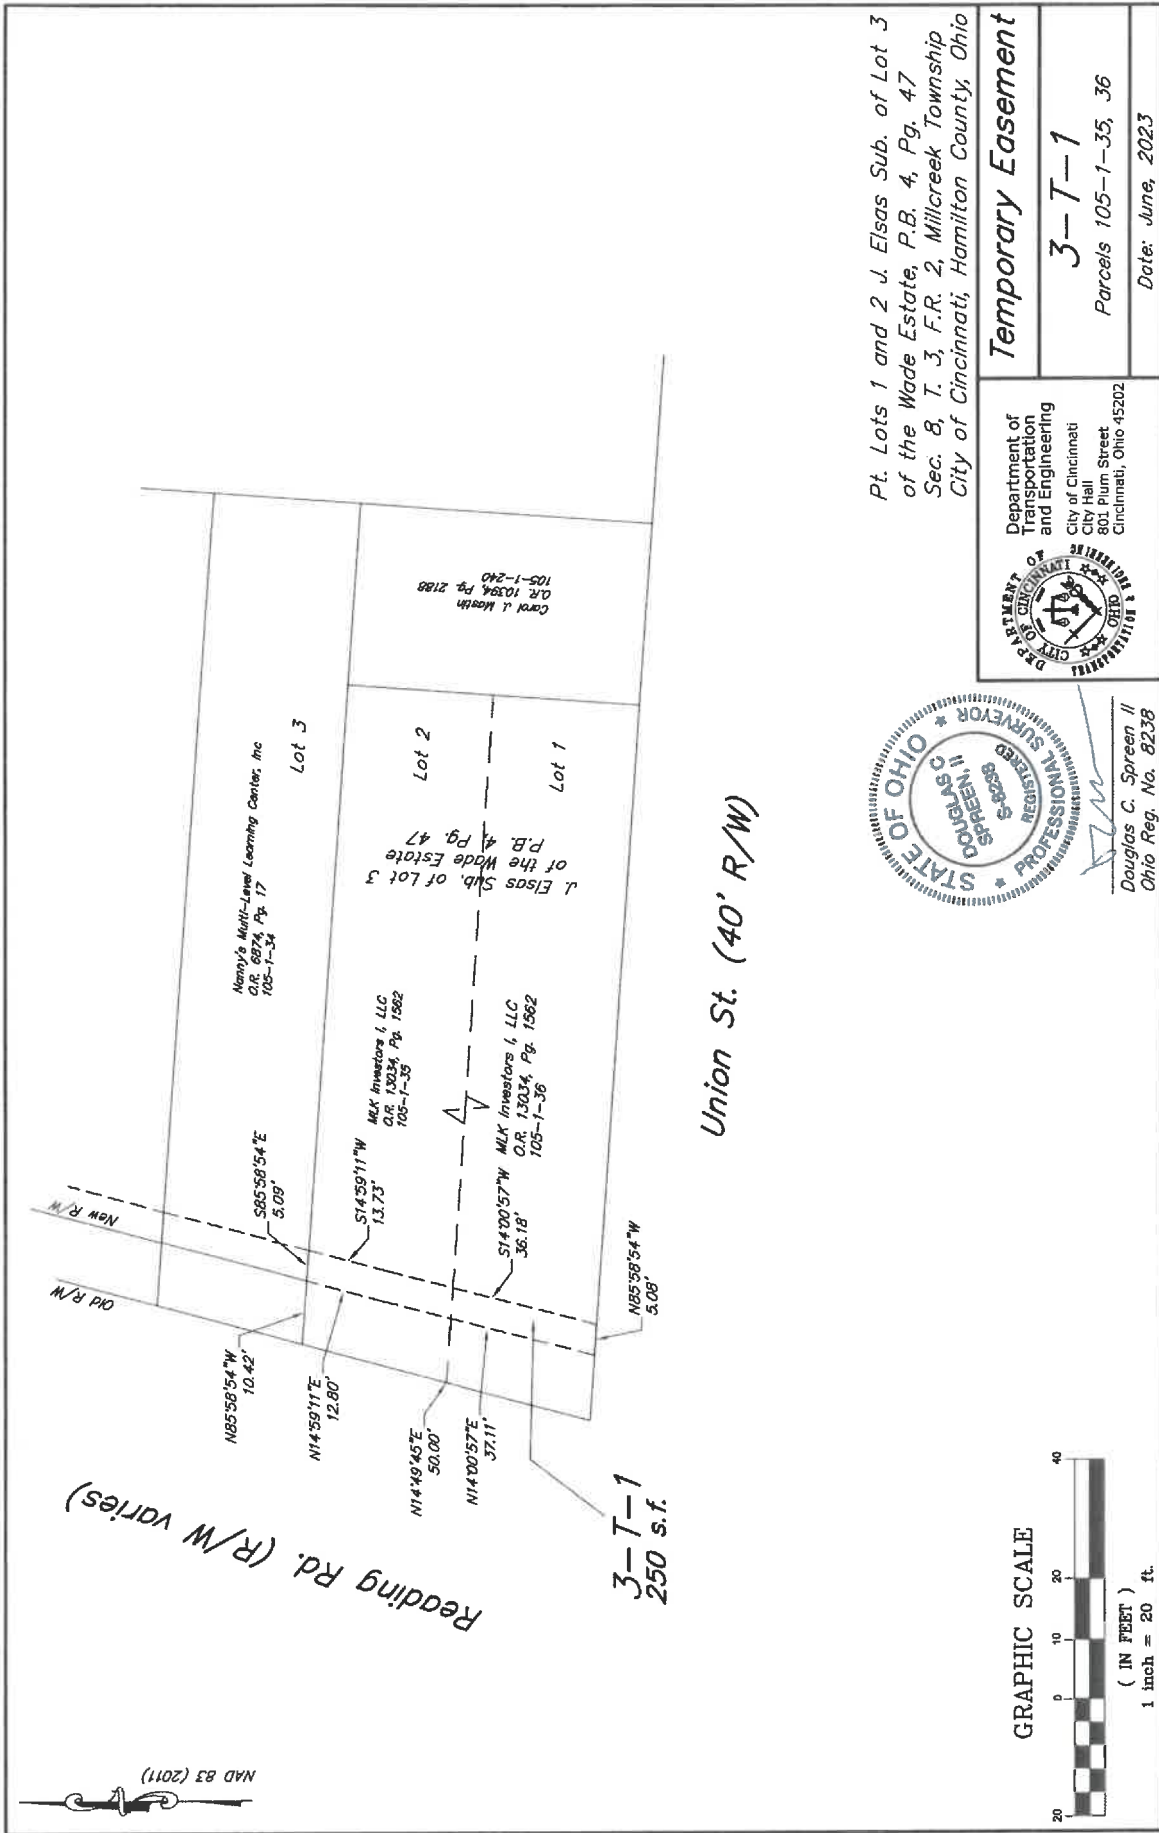 NAD 83 (2011)
Reading Rd. (R/W varies)
Old R/W
New R/W
N85°58'54"W
10.42'
S85°58'54"E
5.09'
N14°59'11"E
12.80'
S14°59'11"W
13.73'
N14°49'45"E
50.00'
N14°00'57"E
37.11'
S14°00'57"W
36.18'
N85°58'54"W
5.08'
3-T-1
250 s.f.
Nanny's Multi-Level Learning Center, Inc
O.R. 6874, Pg. 17
105-1-34
Lot 3
MLK Investors I, LLC
O.R. 13034, Pg. 1562
105-1-35
Lot 2
J. Elsas Sub. of Lot 3
of the Wade Estate
P.B. 4, Pg. 47
MLK Investors I, LLC
O.R. 13034, Pg. 1562
105-1-36
Lot 1
Carol J. Mastin
O.R. 10394, Pg. 2188
105-1-240
Union St. (40' R/W)
GRAPHIC SCALE
20 0 10 20 40
( IN FEET )
1 inch = 20 ft.
STATE OF OHIO
DOUGLAS C
SPREEN, II
S-8238
REGISTERED
PROFESSIONAL SURVEYOR
Douglas C. Spreen II
Ohio Reg. No. 8238
Pt. Lots 1 and 2 J. Elsas Sub. of Lot 3
of the Wade Estate, P.B. 4, Pg. 47
Sec. 8, T. 3, F.R. 2, Millcreek Township
City of Cincinnati, Hamilton County, Ohio
DEPARTMENT OF
TRANSPORTATION & ENGINEERING
CITY OF CINCINNATI
OHIO
Department of
Transportation
and Engineering
City of Cincinnati
City Hall
801 Plum Street
Cincinnati, Ohio 45202
Temporary Easement
3-T-1
Parcels 105-1-35, 36
Date: June, 2023